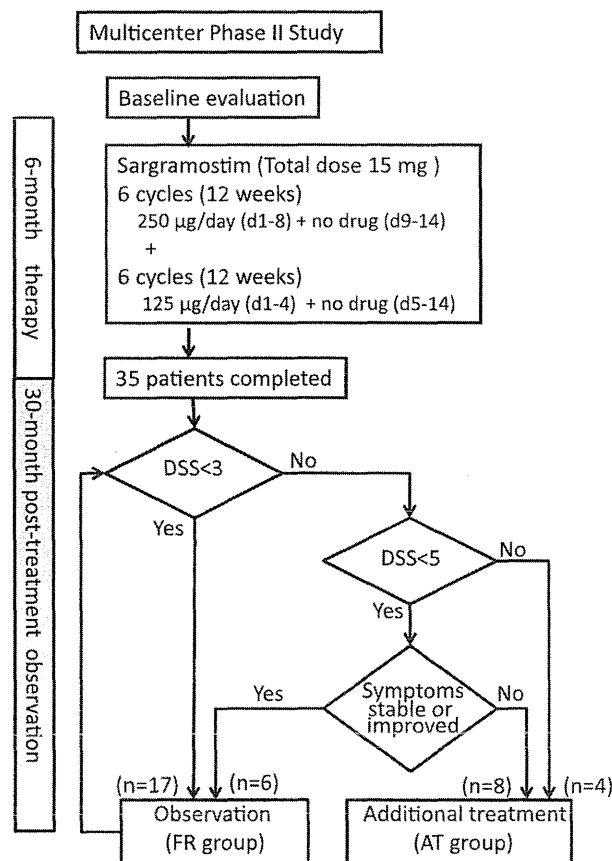 Multicenter Phase II Study
Baseline evaluation
6-month therapy
Sargramostim (Total dose 15 mg )
6 cycles (12 weeks)
250 µg/day (d1-8) + no drug (d9-14)
+
6 cycles (12 weeks)
125 µg/day (d1-4) + no drug (d5-14)
35 patients completed
30-month post-treatment observation
DSS<3
No
Yes
DSS<5
No
Yes
Symptoms
stable or
improved
Yes
No
(n=17)
(n=6)
(n=8)
(n=4)
Observation
(FR group)
Additional treatment
(AT group)